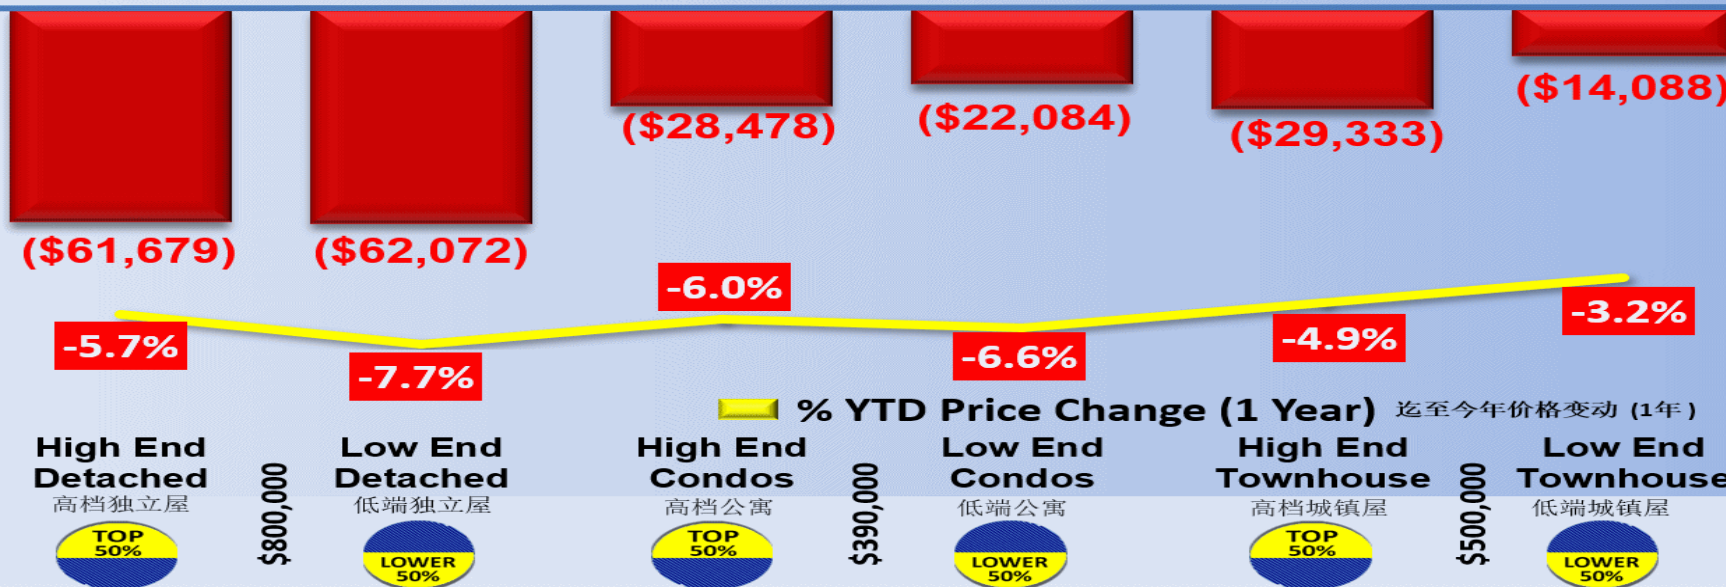 ($14,088)
($28,478)
($22,084)
($29,333)
($61,679)
($62,072)
-6.0%
-5.7%
-7.7%
-6.6%
-4.9%
-3.2%
% YTD Price Change (1 Year) 迄至今年价格变动 (1年)
High End
Detached
高档独立屋
TOP
50%
$800,000
Low End
Detached
低端独立屋
LOWER
50%
High End
Condos
高档公寓
TOP
50%
$390,000
Low End
Condos
低端公寓
LOWER
50%
High End
Townhouse
高档城镇屋
TOP
50%
$500,000
Low End
Townhouse
低端城镇屋
LOWER
50%